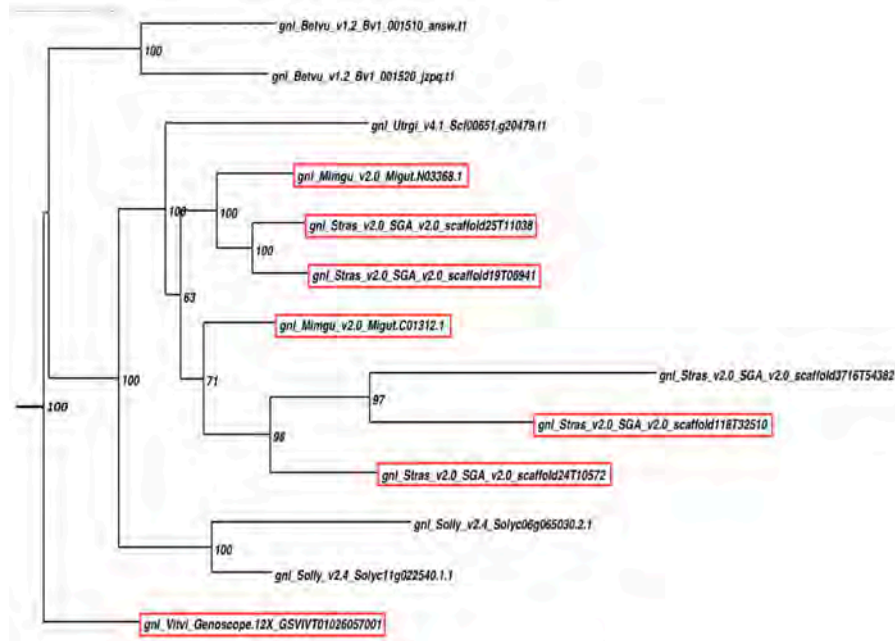 gnl_Betvu_v1.2_Bv1_001510_answ.t1
100
gnl_Betvu_v1.2_Bv1_001520_jzpq.t1
gnl_Utrgi_v4.1_Scf00651.g20479.t1
gnl_Mimgu_v2.0_Migut.N03368.1
100
100
gnl_Stras_v2.0_SGA_v2.0_scaffold25T11038
100
gnl_Stras_v2.0_SGA_v2.0_scaffold19T08941
63
gnl_Mimgu_v2.0_Migut.C01312.1
100
71
gnl_Stras_v2.0_SGA_v2.0_scaffold3716T54382
97
100
gnl_Stras_v2.0_SGA_v2.0_scaffold118T32510
98
gnl_Stras_v2.0_SGA_v2.0_scaffold24T10572
gnl_Solly_v2.4_Solyc06g065030.2.1
100
gnl_Solly_v2.4_Solyc11g022540.1.1
gnl_Vitvi_Genoscope.12X_GSVIVT01026057001